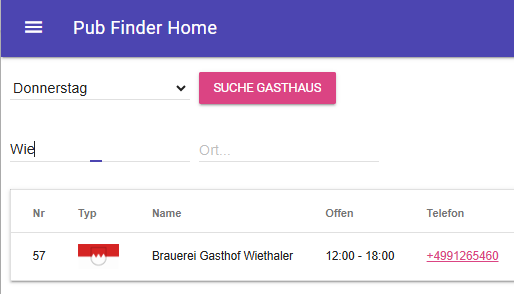 Pub Finder Home
Donnerstag SUCHE GASTHAUS
Wie Ort...
Nr Typ Name Offen Telefon
57 Brauerei Gasthof Wiethaler 12:00 - 18:00 +4991265460